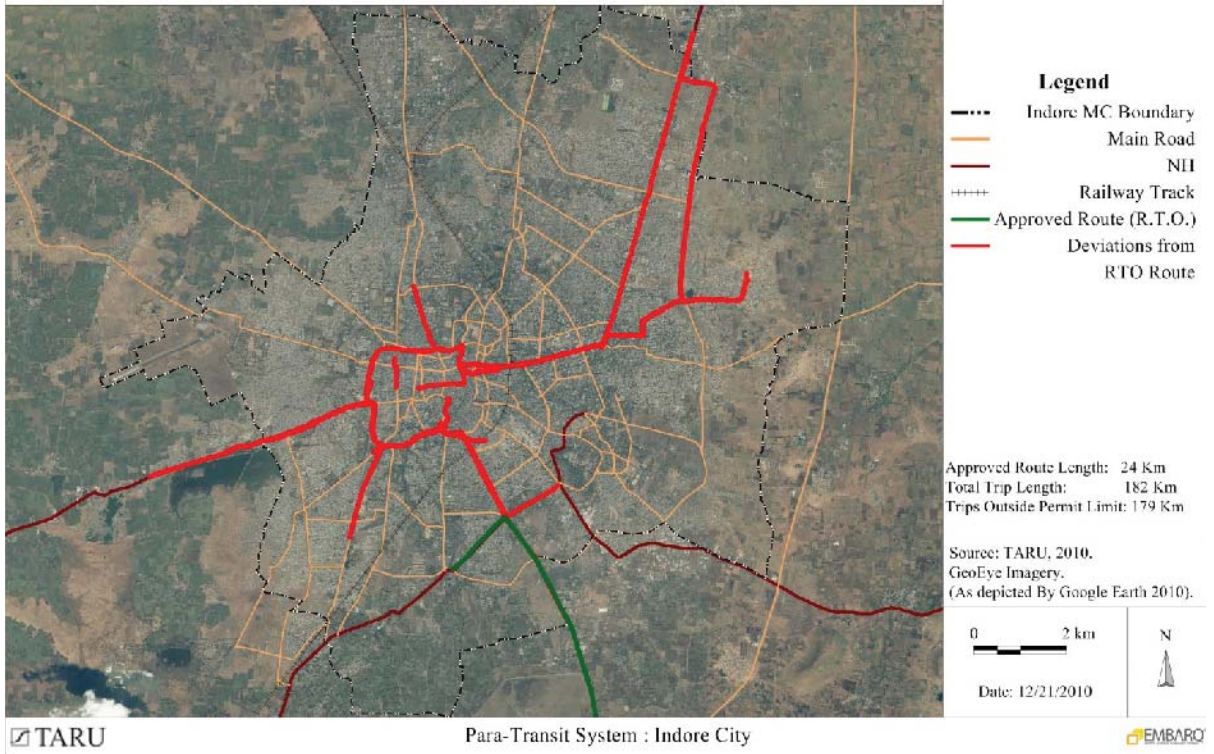 Legend
Indore MC Boundary
Main Road
NH
Railway Track
Approved Route (R.T.O.)
Deviations from
RTO Route
Approved Route Length: 24 Km
Total Trip Length: 182 Km
Trips Outside Permit Limit: 179 Km
Source: TARU, 2010.
GeoEye Imagery.
(As depicted By Google Earth 2010).
0 2 km
N
Date: 12/21/2010
TARU
Para-Transit System : Indore City
EMBARQ